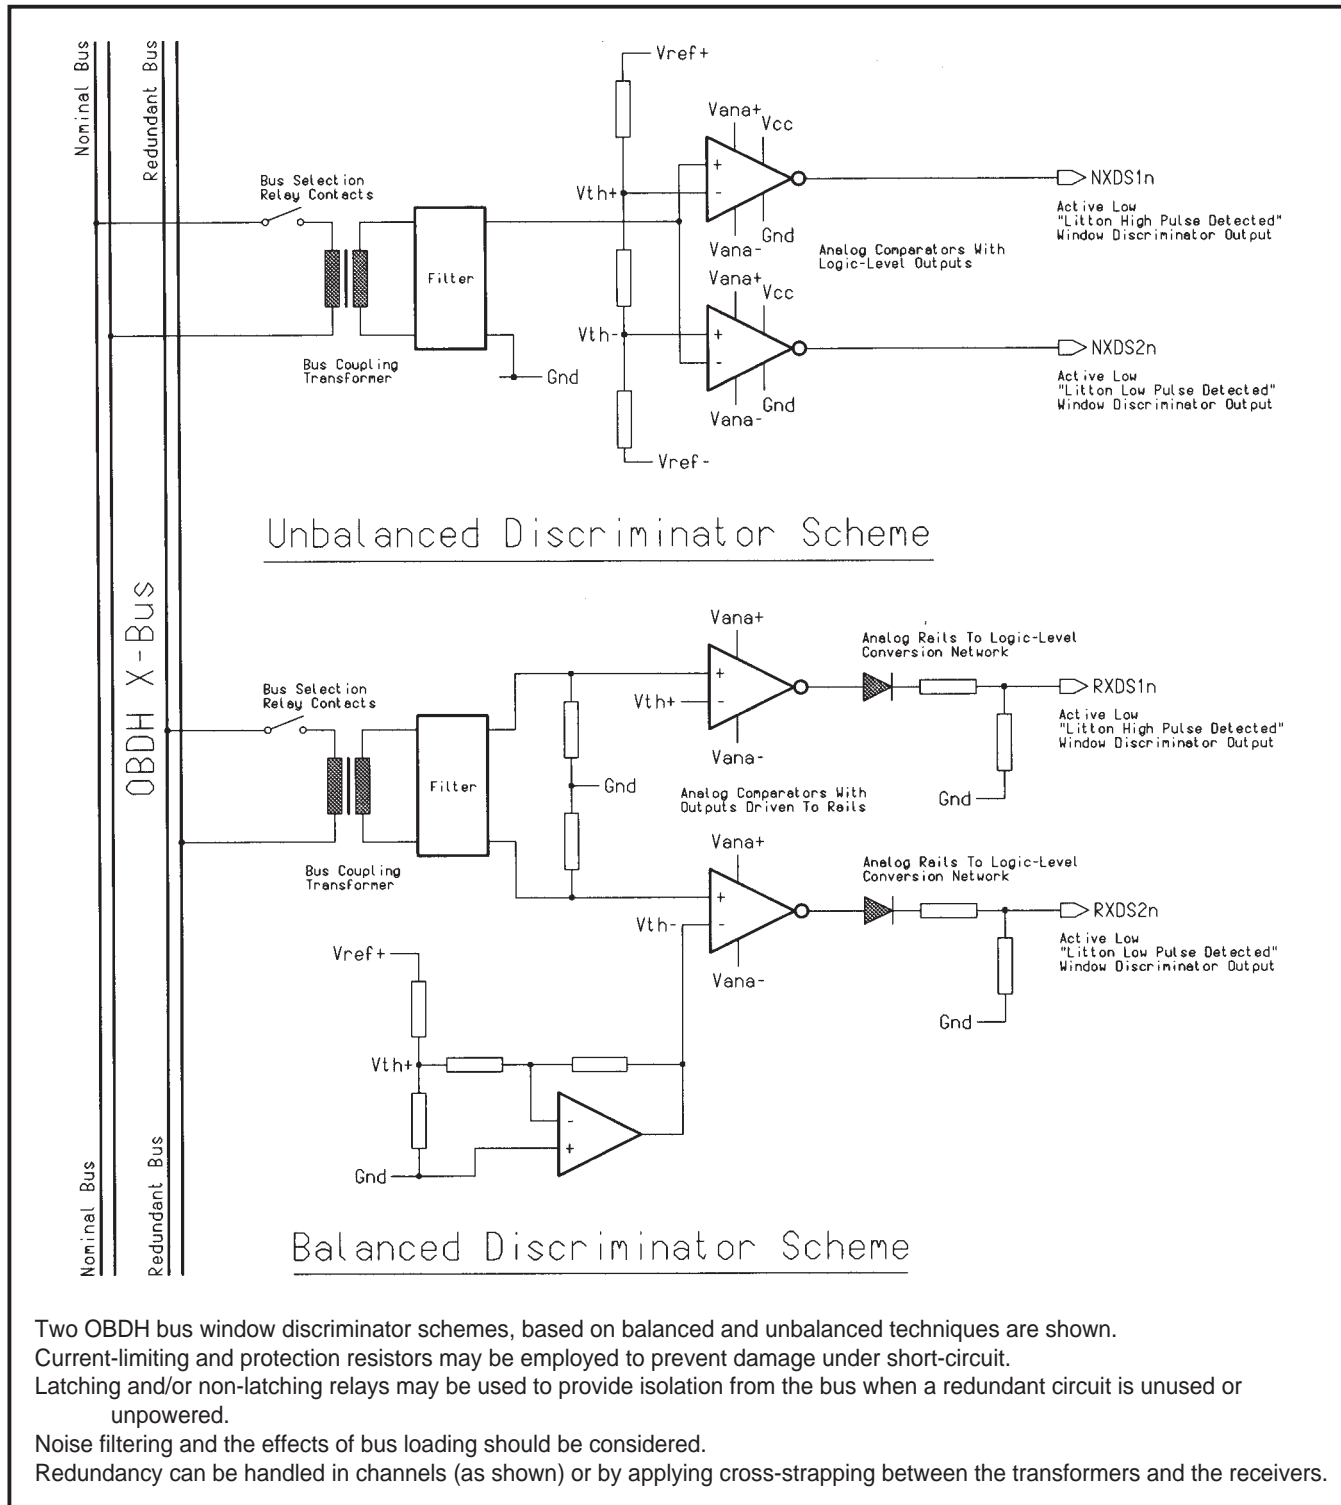 Nominal Bus
Redundant Bus
Vref+
Vana+
Vcc
Bus Selection
Relay Contacts
Vth+
+
-
NXDS1n
Active Low
"Litton High Pulse Detected"
Window Discriminator Output
Vana-
Gnd
Analog Comparators With
Logic-Level Outputs
Filter
Vana+
Vcc
Vth-
+
-
NXDS2n
Bus Coupling
Transformer
Gnd
Active Low
"Litton Low Pulse Detected"
Window Discriminator Output
Vana-
Gnd
Vref-
Unbalanced Discriminator Scheme
OBDH X-Bus
Vana+
Analog Rails To Logic-Level
Conversion Network
Bus Selection
Relay Contacts
+
-
Vth+
RXDS1n
Active Low
"Litton High Pulse Detected"
Window Discriminator Output
Vana-
Filter
Gnd
Analog Comparators With
Outputs Driven To Rails
Gnd
Vana+
Bus Coupling
Transformer
Analog Rails To Logic-Level
Conversion Network
+
-
Vth-
RXDS2n
Active Low
"Litton Low Pulse Detected"
Window Discriminator Output
Vref+
Vana-
Gnd
Vth+
-
+
Gnd
Nominal Bus
Redundant Bus
Balanced Discriminator Scheme
Two OBDH bus window discriminator schemes, based on balanced and unbalanced techniques are shown.
Current-limiting and protection resistors may be employed to prevent damage under short-circuit.
Latching and/or non-latching relays may be used to provide isolation from the bus when a redundant circuit is unused or
unpowered.
Noise filtering and the effects of bus loading should be considered.
Redundancy can be handled in channels (as shown) or by applying cross-strapping between the transformers and the receivers.